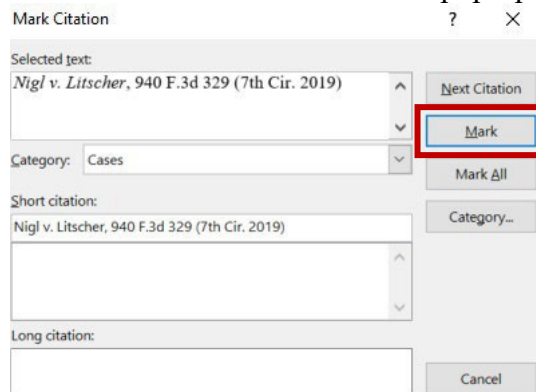 Mark Citation ? ×
Selected text:
Nigl v. Litscher, 940 F.3d 329 (7th Cir. 2019)
Next Citation
Mark
Category: Cases
Mark All
Short citation:
Category...
Nigl v. Litscher, 940 F.3d 329 (7th Cir. 2019)
Long citation:
Cancel